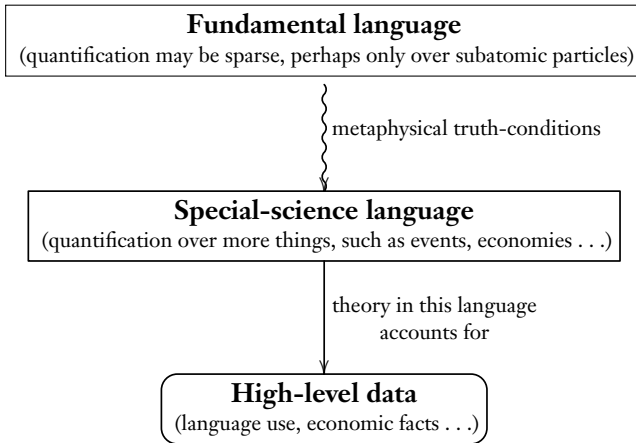 Fundamental language
(quantification may be sparse, perhaps only over subatomic particles)
metaphysical truth-conditions
Special-science language
(quantification over more things, such as events, economies . . .)
theory in this language
accounts for
High-level data
(language use, economic facts . . .)